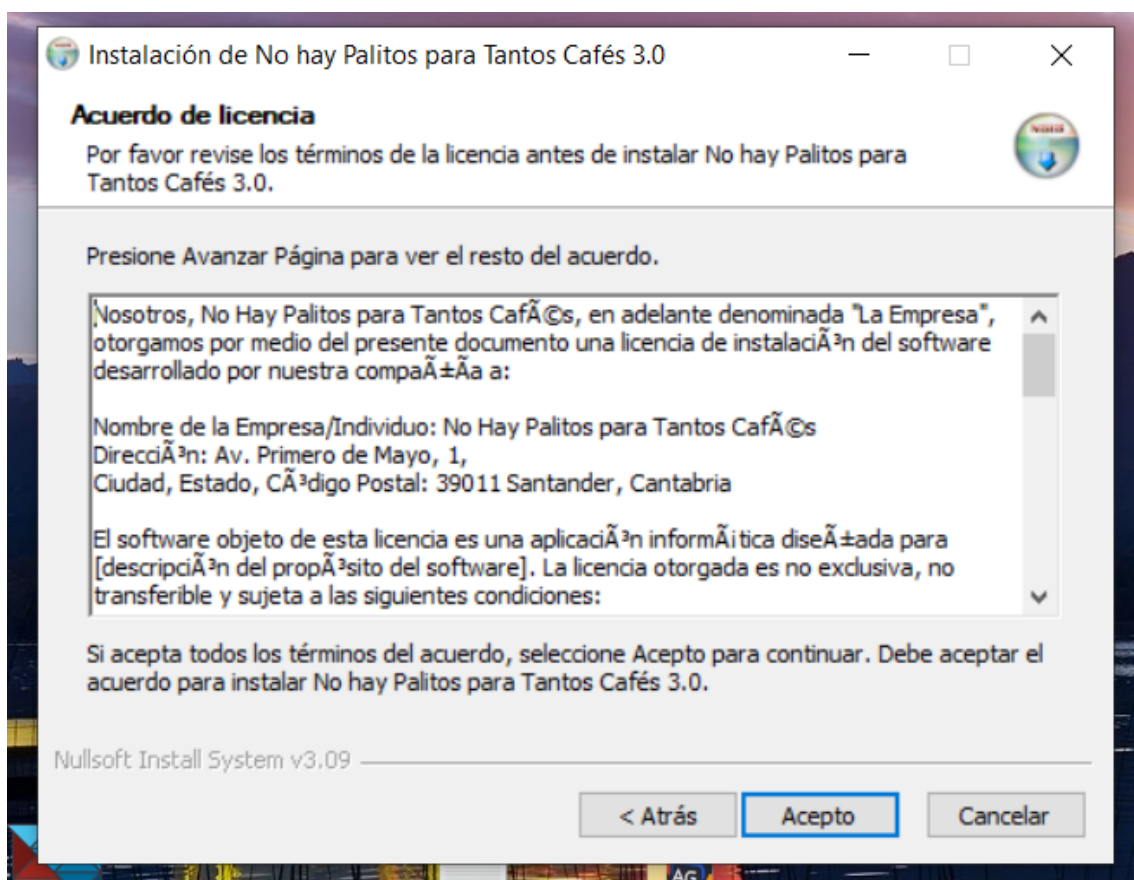 Instalación de No hay Palitos para Tantos Cafés 3.0
Acuerdo de licencia
Por favor revise los términos de la licencia antes de instalar No hay Palitos para
Tantos Cafés 3.0.
Presione Avanzar Página para ver el resto del acuerdo.
Nosotros, No Hay Palitos para Tantos CafÃ©s, en adelante denominada "La Empresa",
otorgamos por medio del presente documento una licencia de instalaciÃ³n del software
desarrollado por nuestra compaÃ±Ãa a:
Nombre de la Empresa/Individuo: No Hay Palitos para Tantos CafÃ©s
DirecciÃ³n: Av. Primero de Mayo, 1,
Ciudad, Estado, CÃ³digo Postal: 39011 Santander, Cantabria
El software objeto de esta licencia es una aplicaciÃ³n informÃ¡tica diseÃ±ada para
[descripciÃ³n del propÃ³sito del software]. La licencia otorgada es no exclusiva, no
transferible y sujeta a las siguientes condiciones:
Si acepta todos los términos del acuerdo, seleccione Acepto para continuar. Debe aceptar el
acuerdo para instalar No hay Palitos para Tantos Cafés 3.0.
Nullsoft Install System v3.09
< Atrás Acepto Cancelar
AG